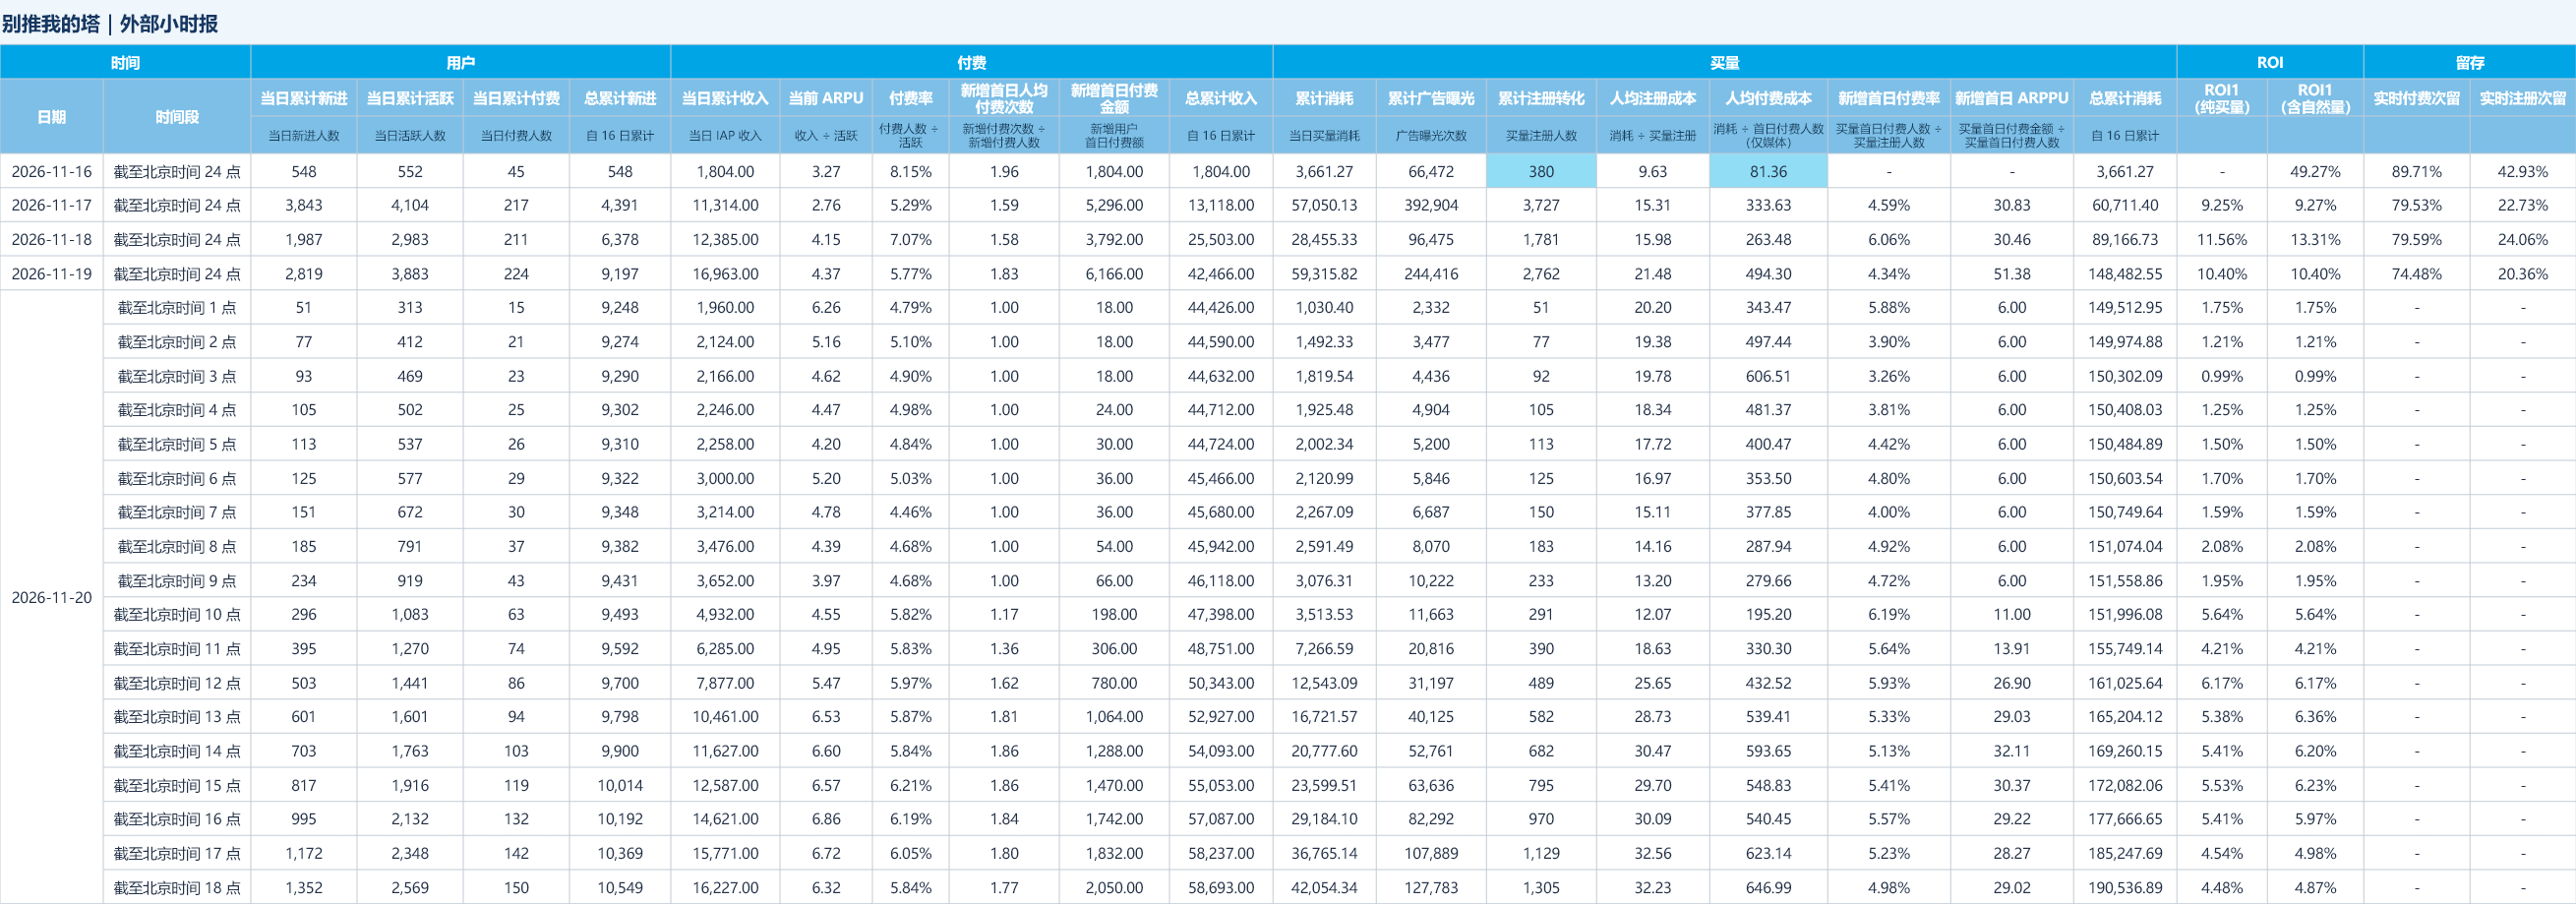 别推我的塔｜外部小时报
时间 用户 付费 买量 ROI 留存
日期 时间段 当日累计新进 当日累计活跃 当日累计付费 总累计新进 当日累计收入 当前 ARPU 付费率 新增首日人均付费次数 新增首日付费金额 总累计收入 累计消耗 累计广告曝光 累计注册转化 人均注册成本 人均付费成本 新增首日付费率 新增首日 ARPPU 总累计消耗 ROI1（纯买量） ROI1（含自然量） 实时付费次留 实时注册次留
当日新进人数 当日活跃人数 当日付费人数 自 16 日累计 当日 IAP 收入 收入 ÷ 活跃 付费人数 ÷ 活跃 新增付费次数 ÷ 新增付费人数 新增用户首日付费额 自 16 日累计 当日买量消耗 广告曝光次数 买量注册人数 消耗 ÷ 买量注册 消耗 ÷ 首日付费人数（仅媒体） 买量首日付费人数 ÷ 买量注册人数 买量首日付费金额 ÷ 买量首日付费人数 自 16 日累计
2026-11-16 截至北京时间 24 点 548 552 45 548 1,804.00 3.27 8.15% 1.96 1,804.00 1,804.00 3,661.27 66,472 380 9.63 81.36 - - 3,661.27 - 49.27% 89.71% 42.93%
2026-11-17 截至北京时间 24 点 3,843 4,104 217 4,391 11,314.00 2.76 5.29% 1.59 5,296.00 13,118.00 57,050.13 392,904 3,727 15.31 333.63 4.59% 30.83 60,711.40 9.25% 9.27% 79.53% 22.73%
2026-11-18 截至北京时间 24 点 1,987 2,983 211 6,378 12,385.00 4.15 7.07% 1.58 3,792.00 25,503.00 28,455.33 96,475 1,781 15.98 263.48 6.06% 30.46 89,166.73 11.56% 13.31% 79.59% 24.06%
2026-11-19 截至北京时间 24 点 2,819 3,883 224 9,197 16,963.00 4.37 5.77% 1.83 6,166.00 42,466.00 59,315.82 244,416 2,762 21.48 494.30 4.34% 51.38 148,482.55 10.40% 10.40% 74.48% 20.36%
2026-11-20 截至北京时间 1 点 51 313 15 9,248 1,960.00 6.26 4.79% 1.00 18.00 44,426.00 1,030.40 2,332 51 20.20 343.47 5.88% 6.00 149,512.95 1.75% 1.75% - -
截至北京时间 2 点 77 412 21 9,274 2,124.00 5.16 5.10% 1.00 18.00 44,590.00 1,492.33 3,477 77 19.38 497.44 3.90% 6.00 149,974.88 1.21% 1.21% - -
截至北京时间 3 点 93 469 23 9,290 2,166.00 4.62 4.90% 1.00 18.00 44,632.00 1,819.54 4,436 92 19.78 606.51 3.26% 6.00 150,302.09 0.99% 0.99% - -
截至北京时间 4 点 105 502 25 9,302 2,246.00 4.47 4.98% 1.00 24.00 44,712.00 1,925.48 4,904 105 18.34 481.37 3.81% 6.00 150,408.03 1.25% 1.25% - -
截至北京时间 5 点 113 537 26 9,310 2,258.00 4.20 4.84% 1.00 30.00 44,724.00 2,002.34 5,200 113 17.72 400.47 4.42% 6.00 150,484.89 1.50% 1.50% - -
截至北京时间 6 点 125 577 29 9,322 3,000.00 5.20 5.03% 1.00 36.00 45,466.00 2,120.99 5,846 125 16.97 353.50 4.80% 6.00 150,603.54 1.70% 1.70% - -
截至北京时间 7 点 151 672 30 9,348 3,214.00 4.78 4.46% 1.00 36.00 45,680.00 2,267.09 6,687 150 15.11 377.85 4.00% 6.00 150,749.64 1.59% 1.59% - -
截至北京时间 8 点 185 791 37 9,382 3,476.00 4.39 4.68% 1.00 54.00 45,942.00 2,591.49 8,070 183 14.16 287.94 4.92% 6.00 151,074.04 2.08% 2.08% - -
截至北京时间 9 点 234 919 43 9,431 3,652.00 3.97 4.68% 1.00 66.00 46,118.00 3,076.31 10,222 233 13.20 279.66 4.72% 6.00 151,558.86 1.95% 1.95% - -
截至北京时间 10 点 296 1,083 63 9,493 4,932.00 4.55 5.82% 1.17 198.00 47,398.00 3,513.53 11,663 291 12.07 195.20 6.19% 11.00 151,996.08 5.64% 5.64% - -
截至北京时间 11 点 395 1,270 74 9,592 6,285.00 4.95 5.83% 1.36 306.00 48,751.00 7,266.59 20,816 390 18.63 330.30 5.64% 13.91 155,749.14 4.21% 4.21% - -
截至北京时间 12 点 503 1,441 86 9,700 7,877.00 5.47 5.97% 1.62 780.00 50,343.00 12,543.09 31,197 489 25.65 432.52 5.93% 26.90 161,025.64 6.17% 6.17% - -
截至北京时间 13 点 601 1,601 94 9,798 10,461.00 6.53 5.87% 1.81 1,064.00 52,927.00 16,721.57 40,125 582 28.73 539.41 5.33% 29.03 165,204.12 5.38% 6.36% - -
截至北京时间 14 点 703 1,763 103 9,900 11,627.00 6.60 5.84% 1.86 1,288.00 54,093.00 20,777.60 52,761 682 30.47 593.65 5.13% 32.11 169,260.15 5.41% 6.20% - -
截至北京时间 15 点 817 1,916 119 10,014 12,587.00 6.57 6.21% 1.86 1,470.00 55,053.00 23,599.51 63,636 795 29.70 548.83 5.41% 30.37 172,082.06 5.53% 6.23% - -
截至北京时间 16 点 995 2,132 132 10,192 14,621.00 6.86 6.19% 1.84 1,742.00 57,087.00 29,184.10 82,292 970 30.09 540.45 5.57% 29.22 177,666.65 5.41% 5.97% - -
截至北京时间 17 点 1,172 2,348 142 10,369 15,771.00 6.72 6.05% 1.80 1,832.00 58,237.00 36,765.14 107,889 1,129 32.56 623.14 5.23% 28.27 185,247.69 4.54% 4.98% - -
截至北京时间 18 点 1,352 2,569 150 10,549 16,227.00 6.32 5.84% 1.77 2,050.00 58,693.00 42,054.34 127,783 1,305 32.23 646.99 4.98% 29.02 190,536.89 4.48% 4.87% - -